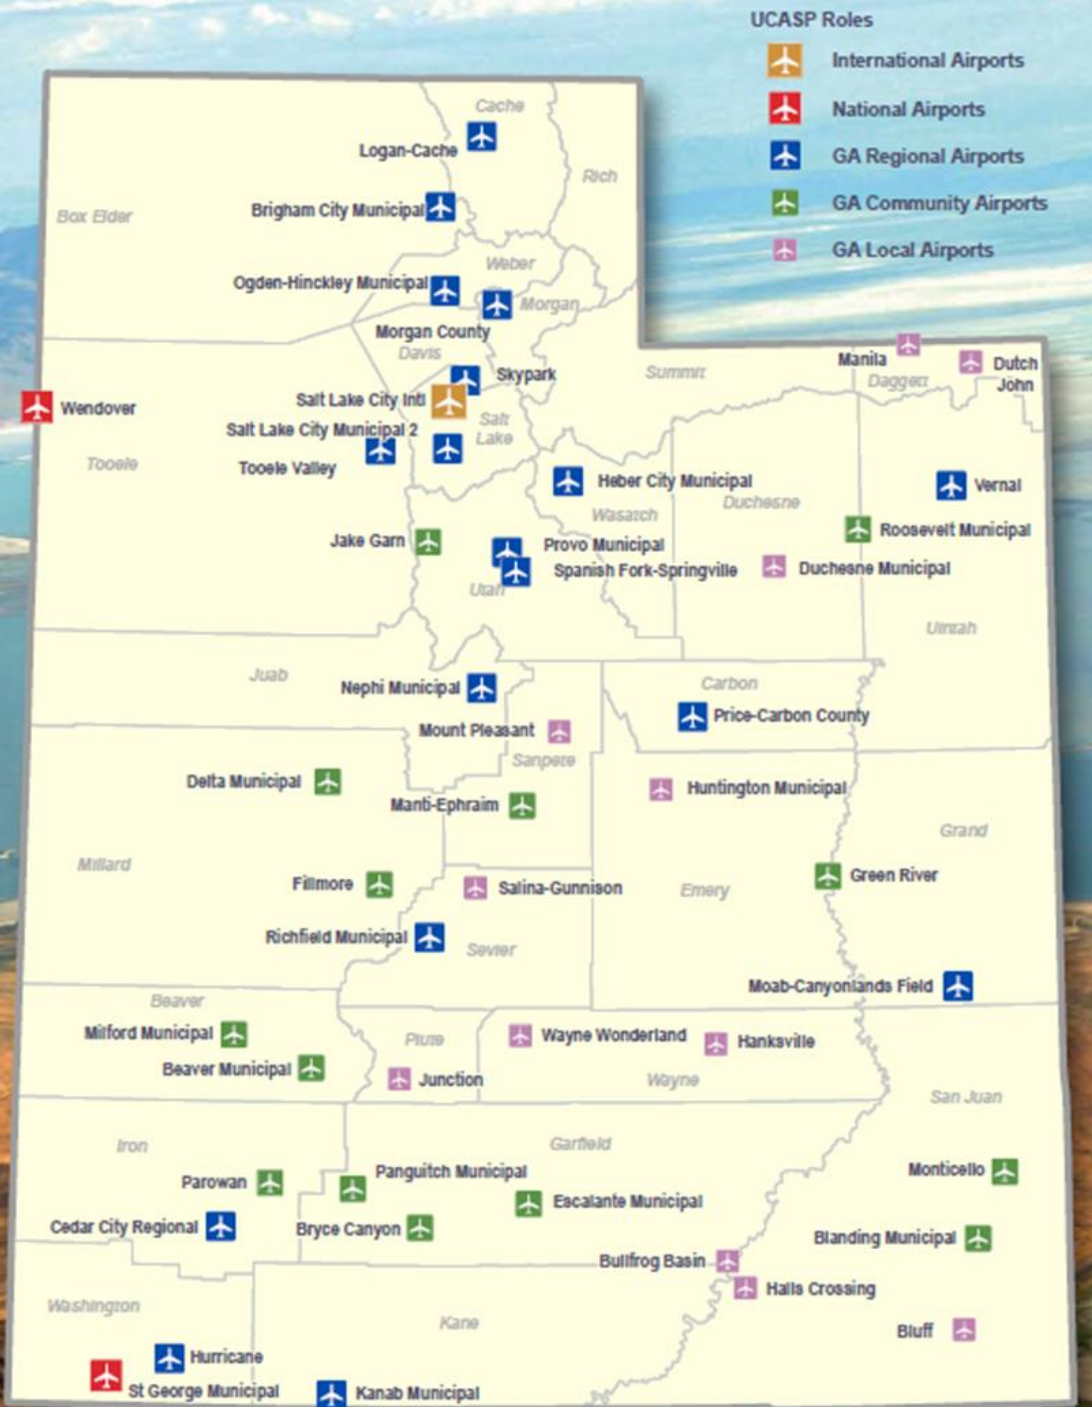 UCASP Roles
International Airports
National Airports
GA Regional Airports
GA Community Airports
GA Local Airports
Cache
Logan-Cache
Rich
Box Elder
Brigham City Municipal
Weber
Ogden-Hinckley Municipal
Morgan
Morgan County
Davis
Manila
Dutch
John
Daggett
Summit
Skypark
Salt Lake City Intl
Wendover
Salt
Lake
Salt Lake City Municipal 2
Tooele
Tooele Valley
Heber City Municipal
Vernal
Duchesne
Wasatch
Roosevelt Municipal
Jake Garn
Provo Municipal
Spanish Fork-Springville
Duchesne Municipal
Utah
Uintah
Juab
Nephi Municipal
Carbon
Price-Carbon County
Mount Pleasant
Sanpete
Delta Municipal
Huntington Municipal
Manti-Ephraim
Grand
Millard
Fillmore
Salina-Gunnison
Emery
Green River
Richfield Municipal
Sevier
Moab-Canyonlands Field
Beaver
Milford Municipal
Piute
Wayne Wonderland
Hanksville
Beaver Municipal
Junction
Wayne
San Juan
Iron
Garfield
Parowan
Panguitch Municipal
Monticello
Escalante Municipal
Cedar City Regional
Bryce Canyon
Blanding Municipal
Bullfrog Basin
Halls Crossing
Washington
Kane
Bluff
Hurricane
St George Municipal
Kanab Municipal